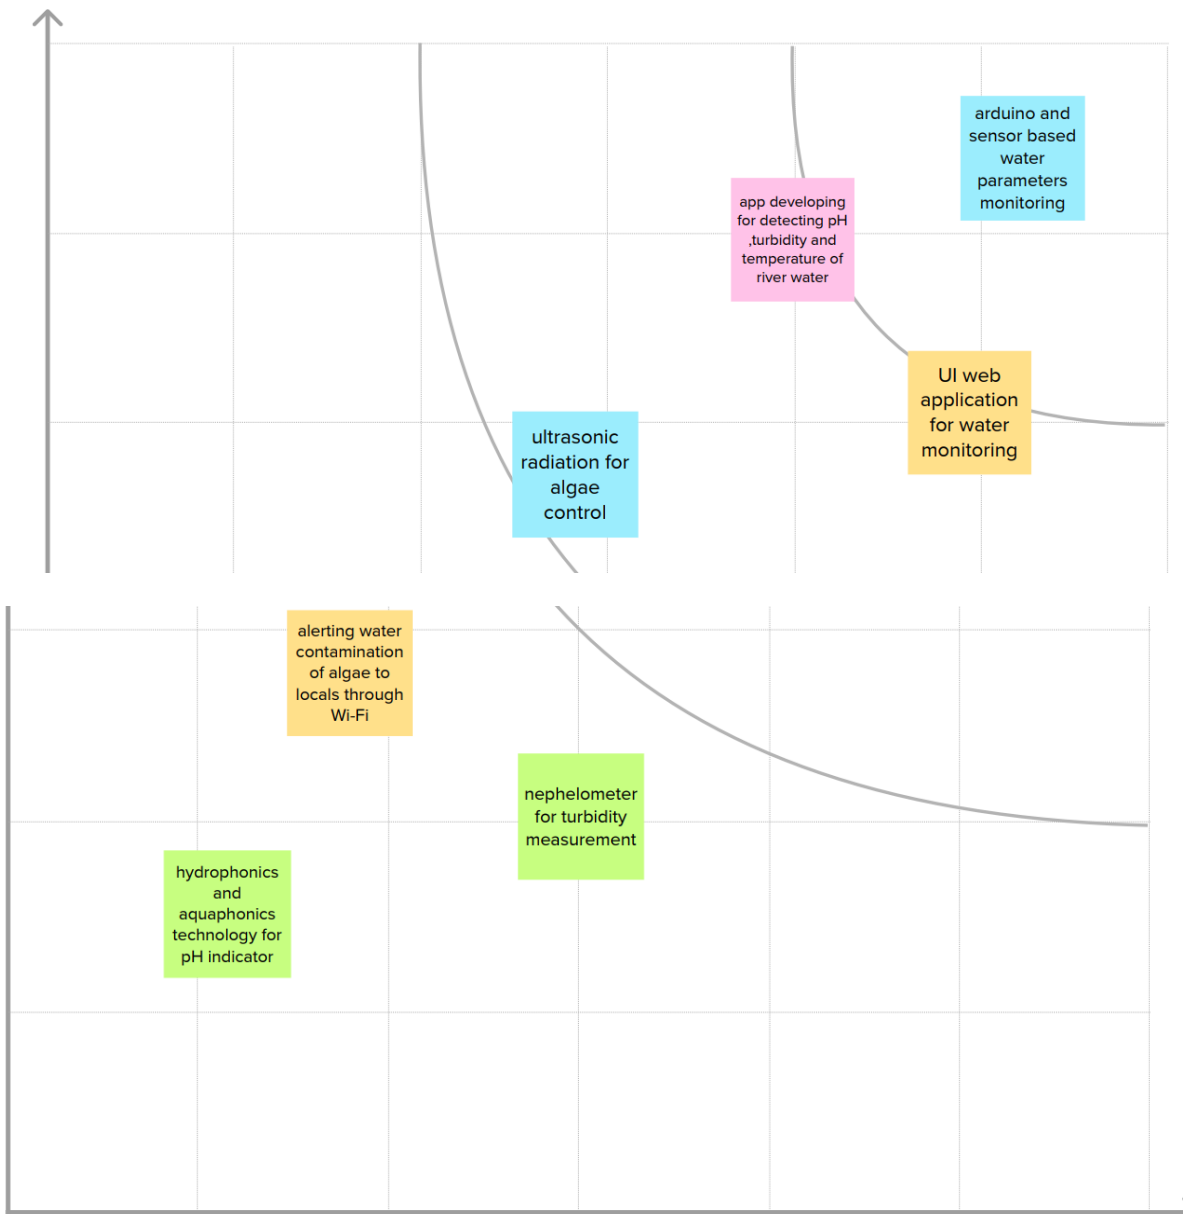 arduino and
sensor based
water
parameters
monitoring
app developing
for detecting pH
,turbidity and
temperature of
river water
UI web
application
for water
monitoring
ultrasonic
radiation for
algae
control
alerting water
contamination
of algae to
locals through
Wi-Fi
nephelometer
for turbidity
measurement
hydrophonics
and
aquaphonics
technology for
pH indicator